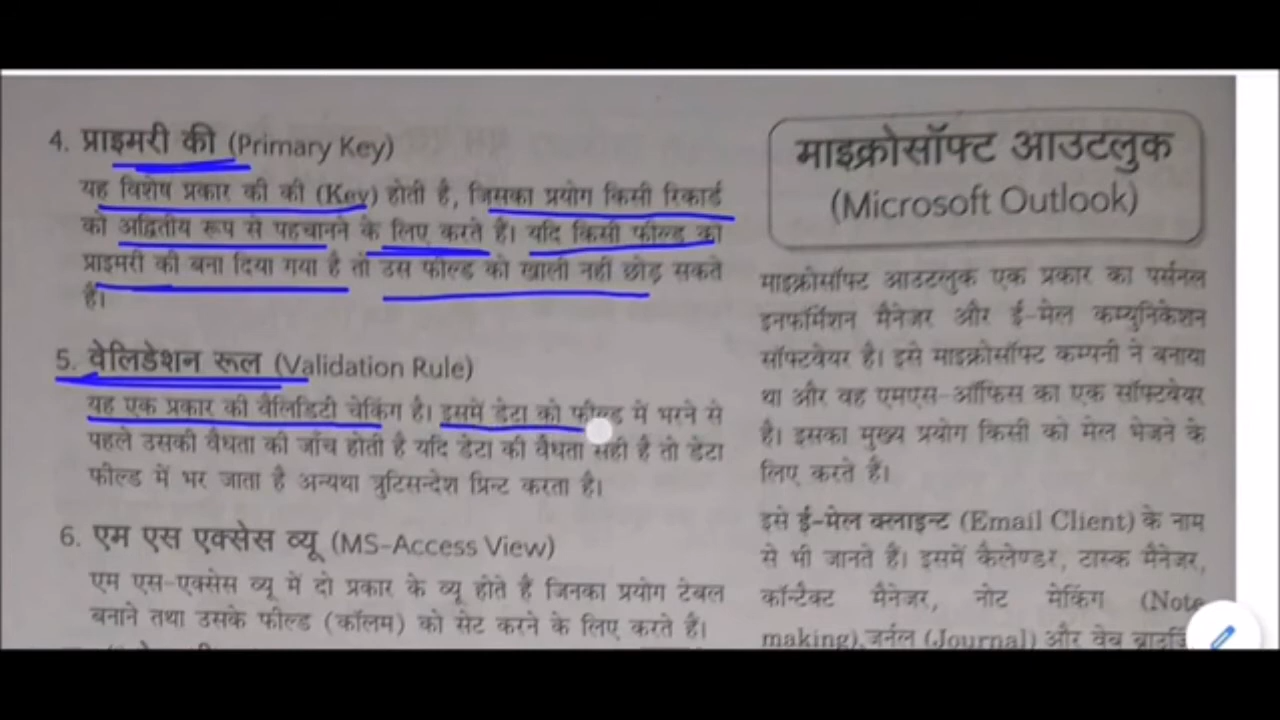 4. प्राइमरी की (Primary Key)
यह विशेष प्रकार की की (Key) होती है, जिसका प्रयोग किसी रिकार्ड
को अद्वितीय रूप से पहचानने के लिए करते हैं। यदि किसी फील्ड को
प्राइमरी की बना दिया गया है तो उस फील्ड को खाली नहीं छोड़ सकते
हैं।
5. वेलिडेशन रूल (Validation Rule)
यह एक प्रकार की वैलिडिटी चेकिंग है। इसमें डेटा को फील्ड में भरने से
पहले उसकी वैधता की जाँच होती है यदि डेटा की वैधता सही है तो डेटा
फील्ड में भर जाता है अन्यथा त्रुटिसन्देश प्रिन्ट करता है।
6. एम एस एक्सेस व्यू (MS-Access View)
एम एस-एक्सेस व्यू में दो प्रकार के व्यू होते हैं जिनका प्रयोग टेबल
बनाने तथा उसके फील्ड (कॉलम) को सेट करने के लिए करते हैं।
माइक्रोसॉफ्ट आउटलुक
(Microsoft Outlook)
माइक्रोसॉफ्ट आउटलुक एक प्रकार का पर्सनल
इनफॉर्मेशन मैनेजर और ई-मेल कम्युनिकेशन
सॉफ्टवेयर है। इसे माइक्रोसॉफ्ट कम्पनी ने बनाया
था और वह एमएस-ऑफिस का एक सॉफ्टवेयर
है। इसका मुख्य प्रयोग किसी को मेल भेजने के
लिए करते हैं।
इसे ई-मेल क्लाइन्ट (Email Client) के नाम
से भी जानते हैं। इसमें कैलेण्डर, टास्क मैनेजर,
कॉन्टैक्ट मैनेजर, नोट मेकिंग (Note
making), जर्नल (Journal) और वेब